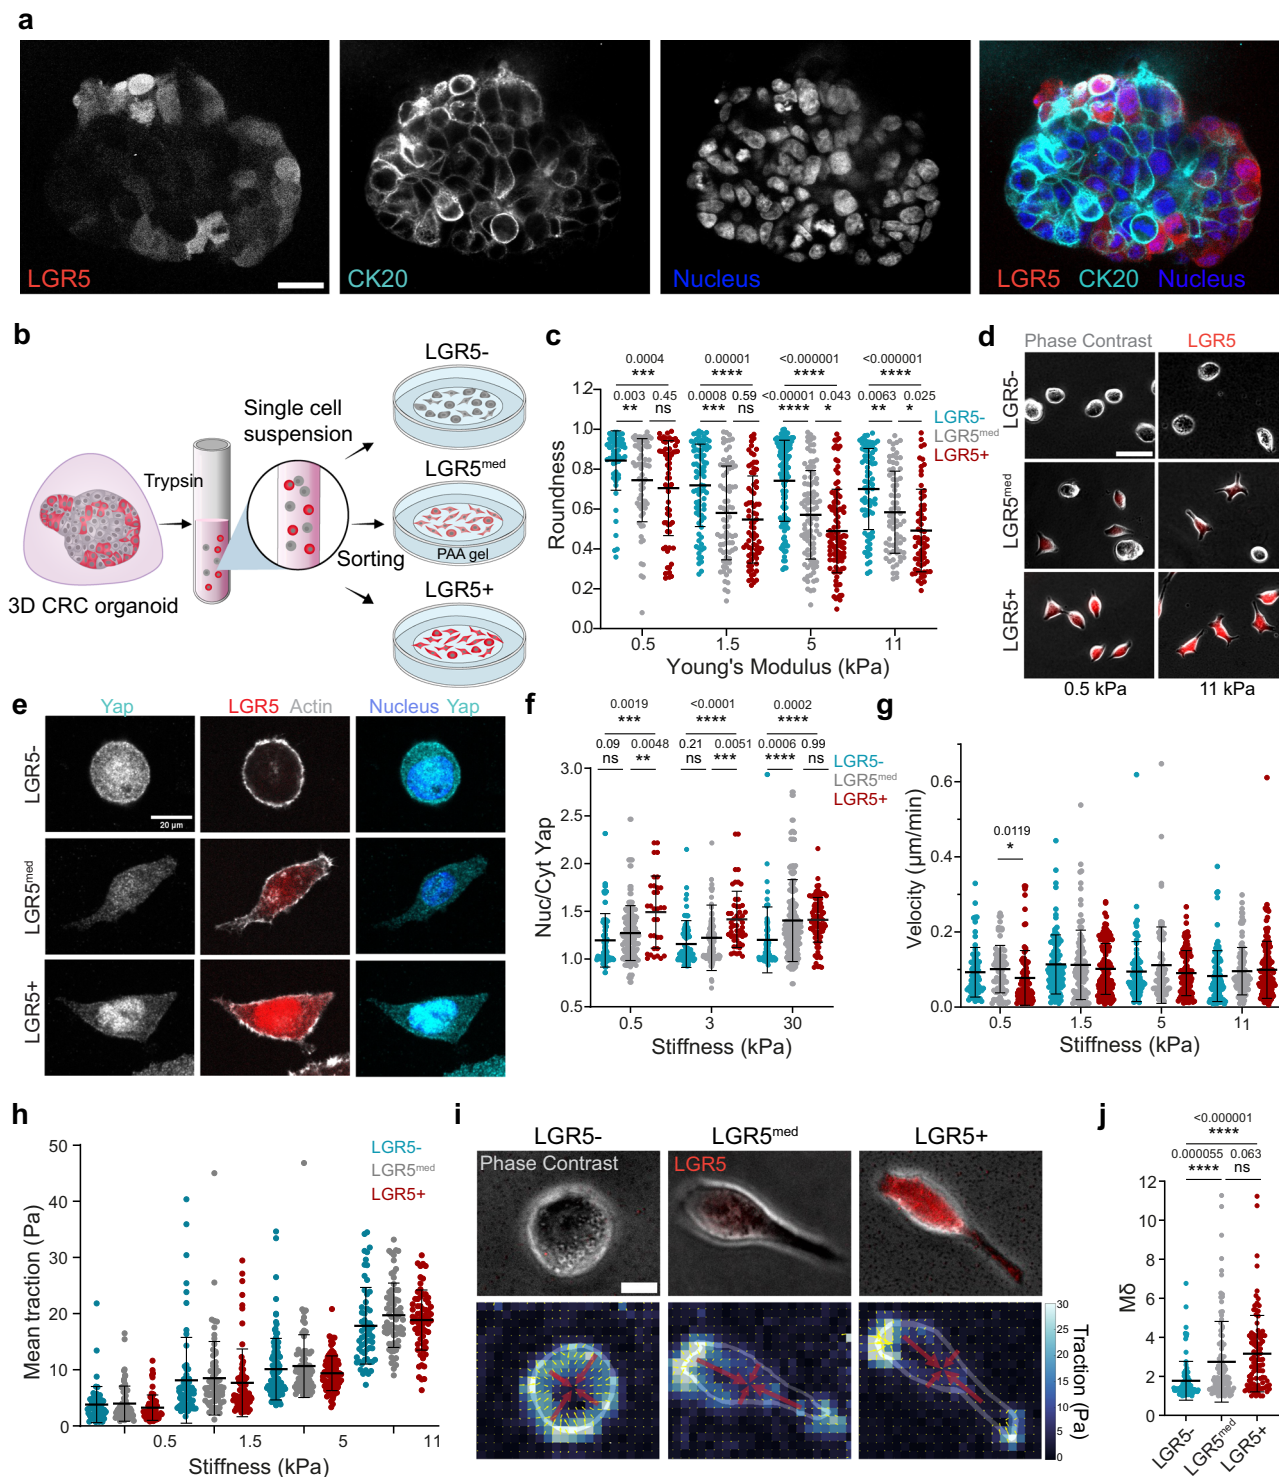 a
LGR5
CK20
Nucleus
LGR5 CK20 Nucleus
b
LGR5-
Single cell
suspension
Trypsin
LGR5med
Sorting
PAA gel
3D CRC organoid
LGR5+
c
0.0004 0.00001 <0.000001 <0.000001
*** **** **** ****
0.003 0.45 0.0008 0.59 <0.00001 0.043 0.0063 0.025
** ns *** ns **** * ** *
LGR5-
LGR5med
LGR5+
Roundness
1.2
1.0
0.8
0.6
0.4
0.2
0.0
0.5 1.5 5 11
Young's Modulus (kPa)
d
Phase Contrast LGR5
LGR5-
LGR5med
LGR5+
0.5 kPa 11 kPa
e
Yap LGR5 Actin Nucleus Yap
LGR5-
20 µm
LGR5med
LGR5+
f
0.0019 <0.0001 0.0002
*** **** ****
0.09 0.0048 0.21 0.0051 0.0006 0.99
ns ** ns *** **** ns
LGR5-
LGR5med
LGR5+
Nuc/Cyt Yap
3.0
2.5
2.0
1.5
1.0
0.5
0.5 3 30
Stiffness (kPa)
g
Velocity (µm/min)
0.6
0.4
0.2
0.0
0.0119
*
0.5 1.5 5 11
Stiffness (kPa)
h
LGR5-
LGR5med
LGR5+
Mean traction (Pa)
50
40
30
20
10
0
0.5 1.5 5 11
Stiffness (kPa)
i
LGR5- LGR5med LGR5+
Phase Contrast LGR5
30
25
20
15
10
5
0
Traction (Pa)
j
<0.000001
****
0.000055 0.063
**** ns
Mδ
12
10
8
6
4
2
0
LGR5- LGR5med LGR5+